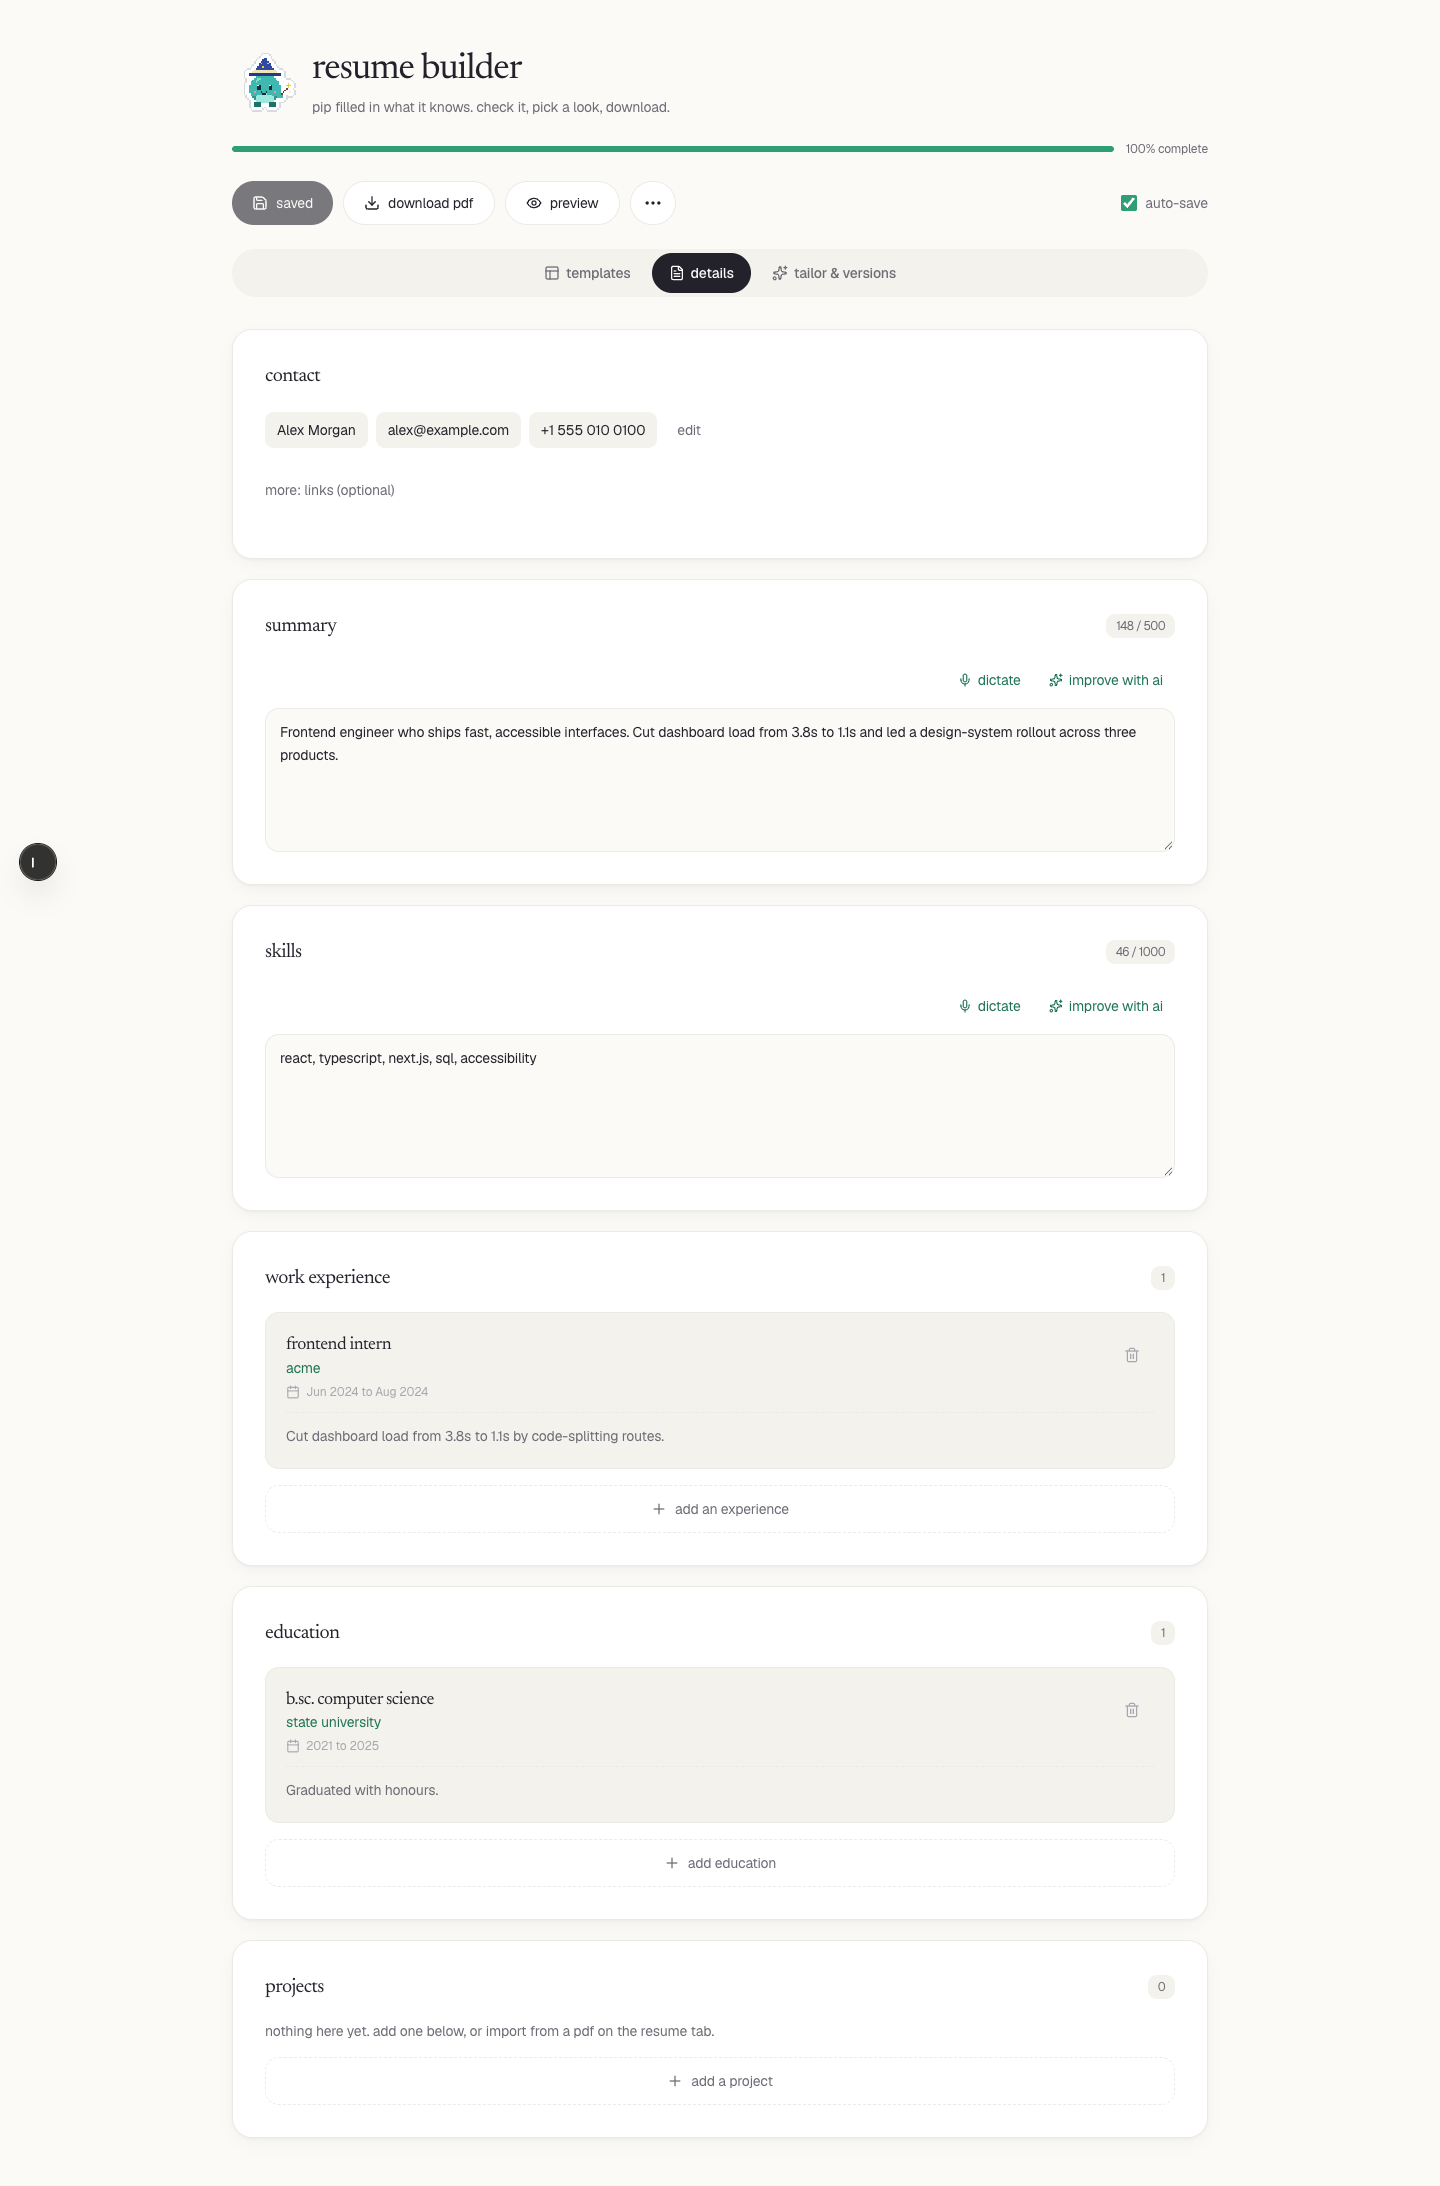 resume builder
pip filled in what it knows. check it, pick a look, download.
100% complete
saved
download pdf
preview
auto-save
templates
details
tailor & versions
contact
Alex Morgan
alex@example.com
+1 555 010 0100
edit
more: links (optional)
summary
148 / 500
dictate
improve with ai
Frontend engineer who ships fast, accessible interfaces. Cut dashboard load from 3.8s to 1.1s and led a design-system rollout across three
products.
skills
46 / 1000
dictate
improve with ai
react, typescript, next.js, sql, accessibility
work experience
1
frontend intern
acme
Jun 2024 to Aug 2024
Cut dashboard load from 3.8s to 1.1s by code-splitting routes.
add an experience
education
1
b.sc. computer science
state university
2021 to 2025
Graduated with honours.
add education
projects
0
nothing here yet. add one below, or import from a pdf on the resume tab.
add a project